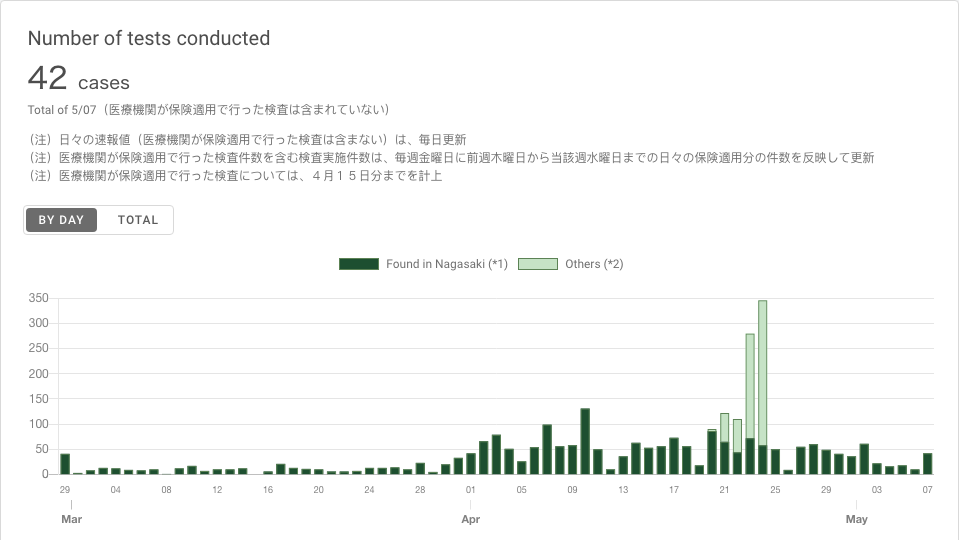 Number of tests conducted
42 cases
Total of 5/07（医療機関が保険適用で行った検査は含まれていない）
（注）日々の速報値（医療機関が保険適用で行った検査は含まない）は、毎日更新
（注）医療機関が保険適用で行った検査件数を含む検査実施件数は、毎週金曜日に前週木曜日から当該週水曜日までの日々の保険適用分の件数を反映して更新
（注）医療機関が保険適用で行った検査については、４月１５日分までを計上
BY DAY TOTAL
Found in Nagasaki (*1) Others (*2)
350
300
250
200
150
100
50
0
29 04 08 12 16 20 24 28 01 05 09 13 17 21 25 29 03 07
Mar Apr May